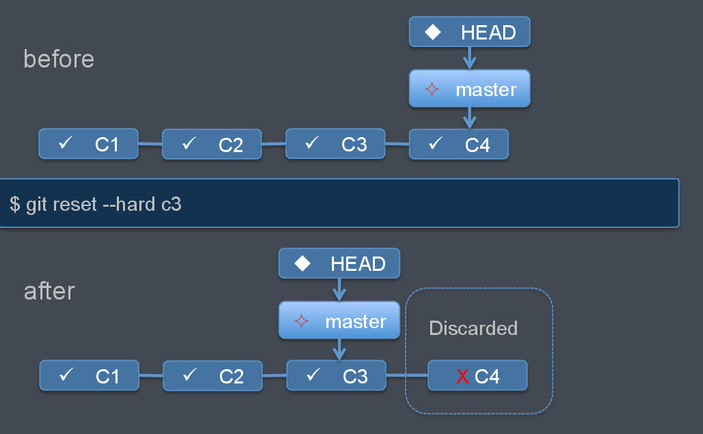 before
HEAD
master
C1
C2
C3
C4
$ git reset --hard c3
after
HEAD
master
Discarded
C1
C2
C3
X C4